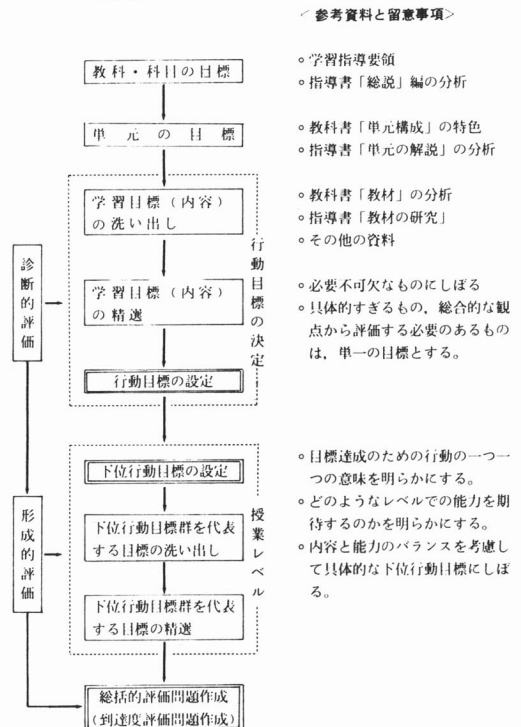 <参考資料と留意事項>
教科・科目の目標
単元の目標
学習目標(内容)
の洗い出し
学習目標(内容)
の精選
行動目標の設定
行動目標の決定
診断的評価
下位行動目標の設定
下位行動目標群を代表
する目標の洗い出し
下位行動目標群を代表
する目標の精選
授業レベル
形成的評価
総括的評価問題作成
(到達度評価問題作成)
○学習指導要領
○指導書「総説」編の分析
○教科書「単元構成」の特色
○指導書「単元の解説」の分析
○教科書「教材」の分析
○指導書「教材の研究」
○その他の資料
○必要不可欠なものにしぼる
○具体的すぎるもの,総合的な観
点から評価する必要のあるもの
は,単一の目標とする。
○目標達成のための行動の一つ一
つの意味を明らかにする。
○どのようなレベルでの能力を期
待するのかを明らかにする。
○内容と能力のバランスを考慮し
て具体的な下位行動目標にしぼ
る。